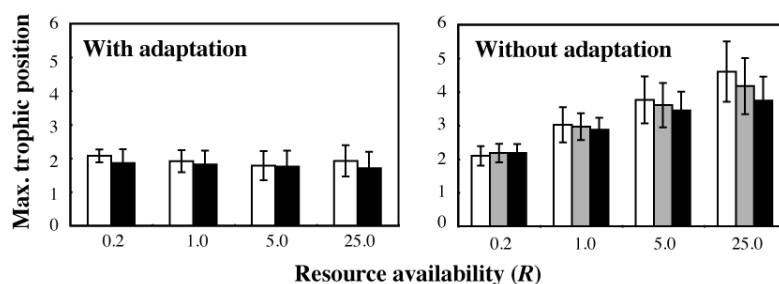 With adaptation
Without adaptation
Max. trophic position
6
5
4
3
2
1
0
6
5
4
3
2
1
0
0.2 1.0 5.0 25.0
0.2 1.0 5.0 25.0
Resource availability (R)